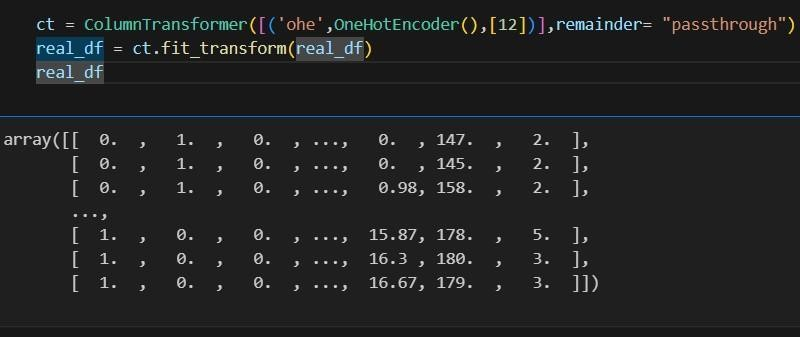 ct = ColumnTransformer([('ohe',OneHotEncoder(),[12])],remainder= "passthrough")
real_df = ct.fit_transform(real_df)
real_df
array([[  0.  ,   1.  ,   0.  , ...,   0.  , 147.  ,   2.  ],
       [  0.  ,   1.  ,   0.  , ...,   0.  , 145.  ,   2.  ],
       [  0.  ,   1.  ,   0.  , ...,   0.98, 158.  ,   2.  ],
       ...,
       [  1.  ,   0.  ,   0.  , ...,  15.87, 178.  ,   5.  ],
       [  1.  ,   0.  ,   0.  , ...,  16.3 , 180.  ,   3.  ],
       [  1.  ,   0.  ,   0.  , ...,  16.67, 179.  ,   3.  ]])